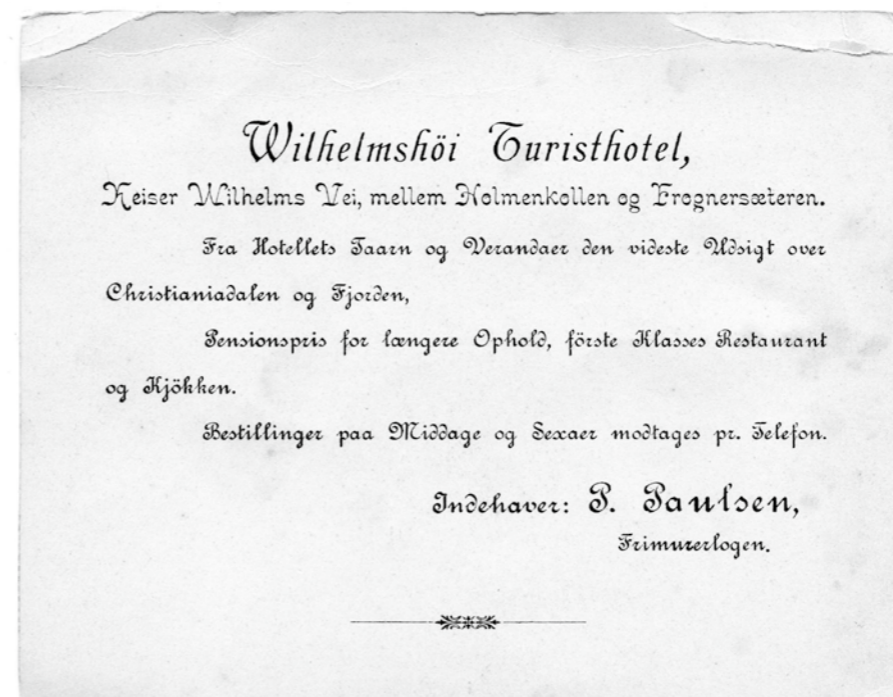 Wilhelmshöi Turisthotel,
Keiser Wilhelms Vei, mellem Holmenkollen og Frognersæteren.
Fra Hotellets Taarn og Verandaer den videste Udsigt over
Christianiadalen og Fjorden,
Pensionspris for længere Ophold, förste Klasses Restaurant
og Kjökken.
Bestillinger paa Middage og Sexaer modtages pr. Telefon.
Indehaver: P. Paulsen,
Frimurerlogen.